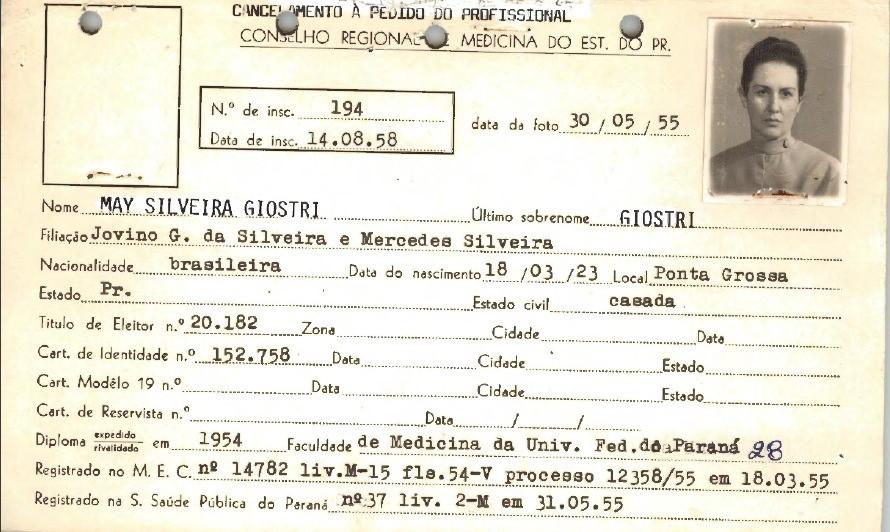 CANCELAMENTO À PEDIDO DO PROFISSIONAL
CONSELHO REGIONAL DE MEDICINA DO EST. DO PR.
N.º de insc. 194
Data de insc. 14.08.58
data da foto 30 / 05 / 55
Nome MAY SILVEIRA GIOSTRI Último sobrenome GIOSTRI
Filiação Jovino G. da Silveira e Mercedes Silveira
Nacionalidade brasileira Data do nascimento 18 / 03 / 23 Local Ponta Grossa
Estado Pr. Estado civil casada
Titulo de Eleitor n.º 20.182 Zona Cidade Data
Cart. de Identidade n.º 152.758 Data Cidade Estado
Cart. Modêlo 19 n.º Data Cidade Estado
Cart. de Reservista n.º Data / /
Diploma expedido rivalidado em 1954 Faculdade de Medicina da Univ. Fed. do Paraná 28
Registrado no M. E. C. nº 14782 liv.M-15 fls.54-V processo 12358/55 em 18.03.55
Registrado na S. Saúde Pública do Paraná nº 37 liv. 2-M em 31.05.55